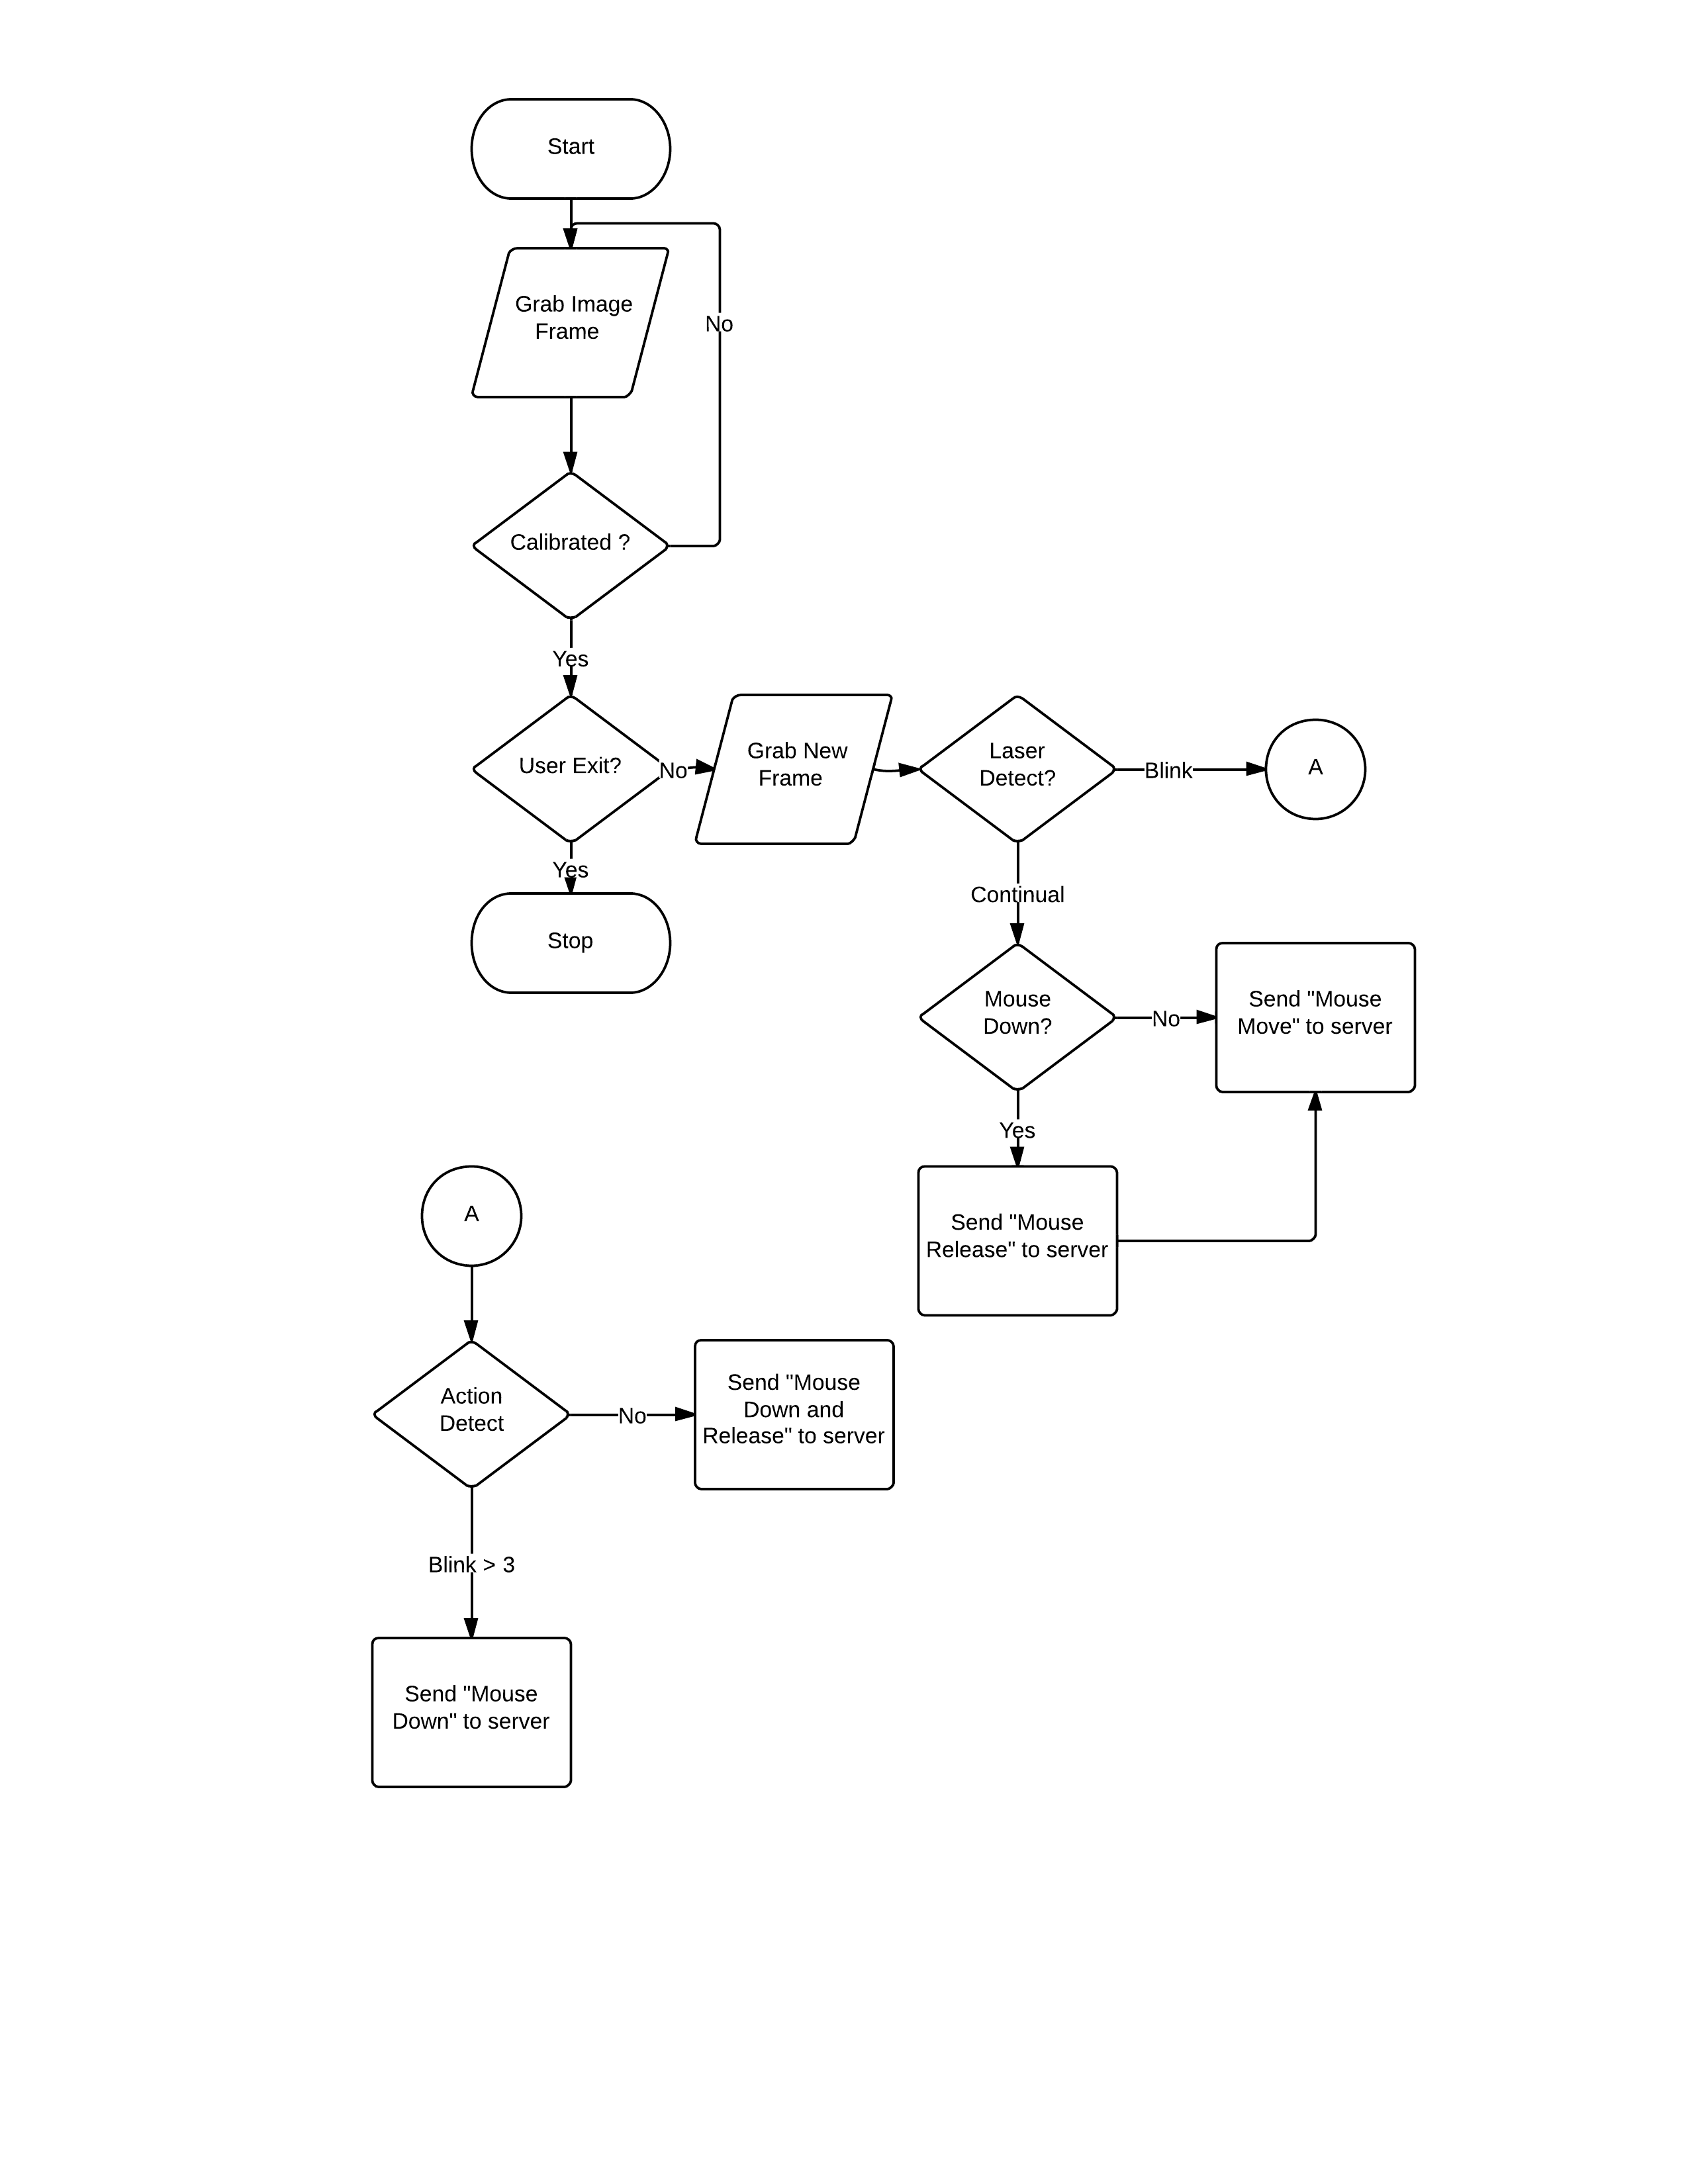 Start
Grab Image
Frame
No
Calibrated ?
Yes
User Exit?
No
Grab New
Frame
Laser
Detect?
Blink
A
Yes
Continual
Stop
Mouse
Down?
No
Send "Mouse
Move" to server
Yes
Send "Mouse
Release" to server
A
Action
Detect
No
Send "Mouse
Down and
Release" to server
Blink > 3
Send "Mouse
Down" to server